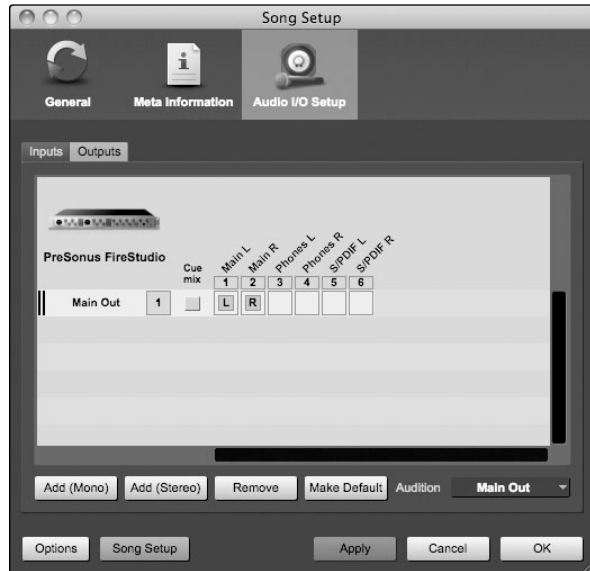 Song Setup
General
Meta Information
Audio I/O Setup
Inputs
Outputs
PreSonus FireStudio
Cue
mix
Main L
Main R
Phones L
Phones R
S/PDIF L
S/PDIF R
1 2 3 4 5 6
Main Out 1 L R
Add (Mono) Add (Stereo) Remove Make Default Audition Main Out
Options Song Setup Apply Cancel OK